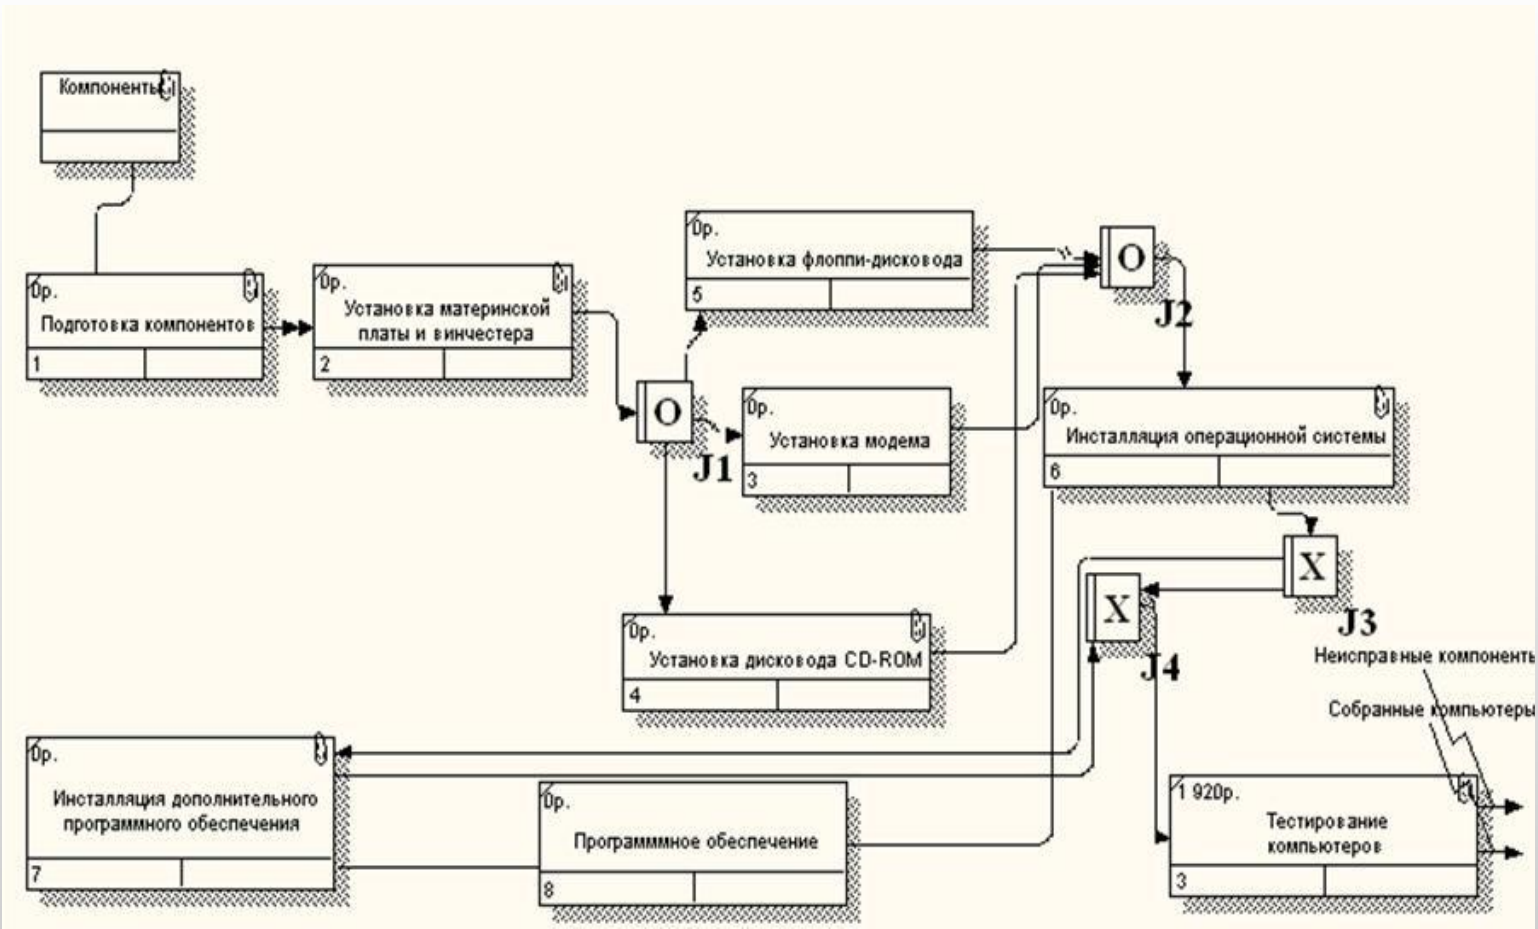 Компоненты
0р.
Подготовка компонентов
1
0р.
Установка материнской
платы и винчестера
2
O
J1
0р.
Установка флоппи-дисковода
5
O
J2
0р.
Установка модема
3
0р.
Инсталляция операционной системы
6
0р.
Установка дисковода CD-ROM
4
X
J3
X
J4
Неисправные компоненты
Собранные компьютеры
0р.
Инсталляция дополнительного
программного обеспечения
7
0р.
Программмное обеспечение
8
1 920р.
Тестирование
компьютеров
3